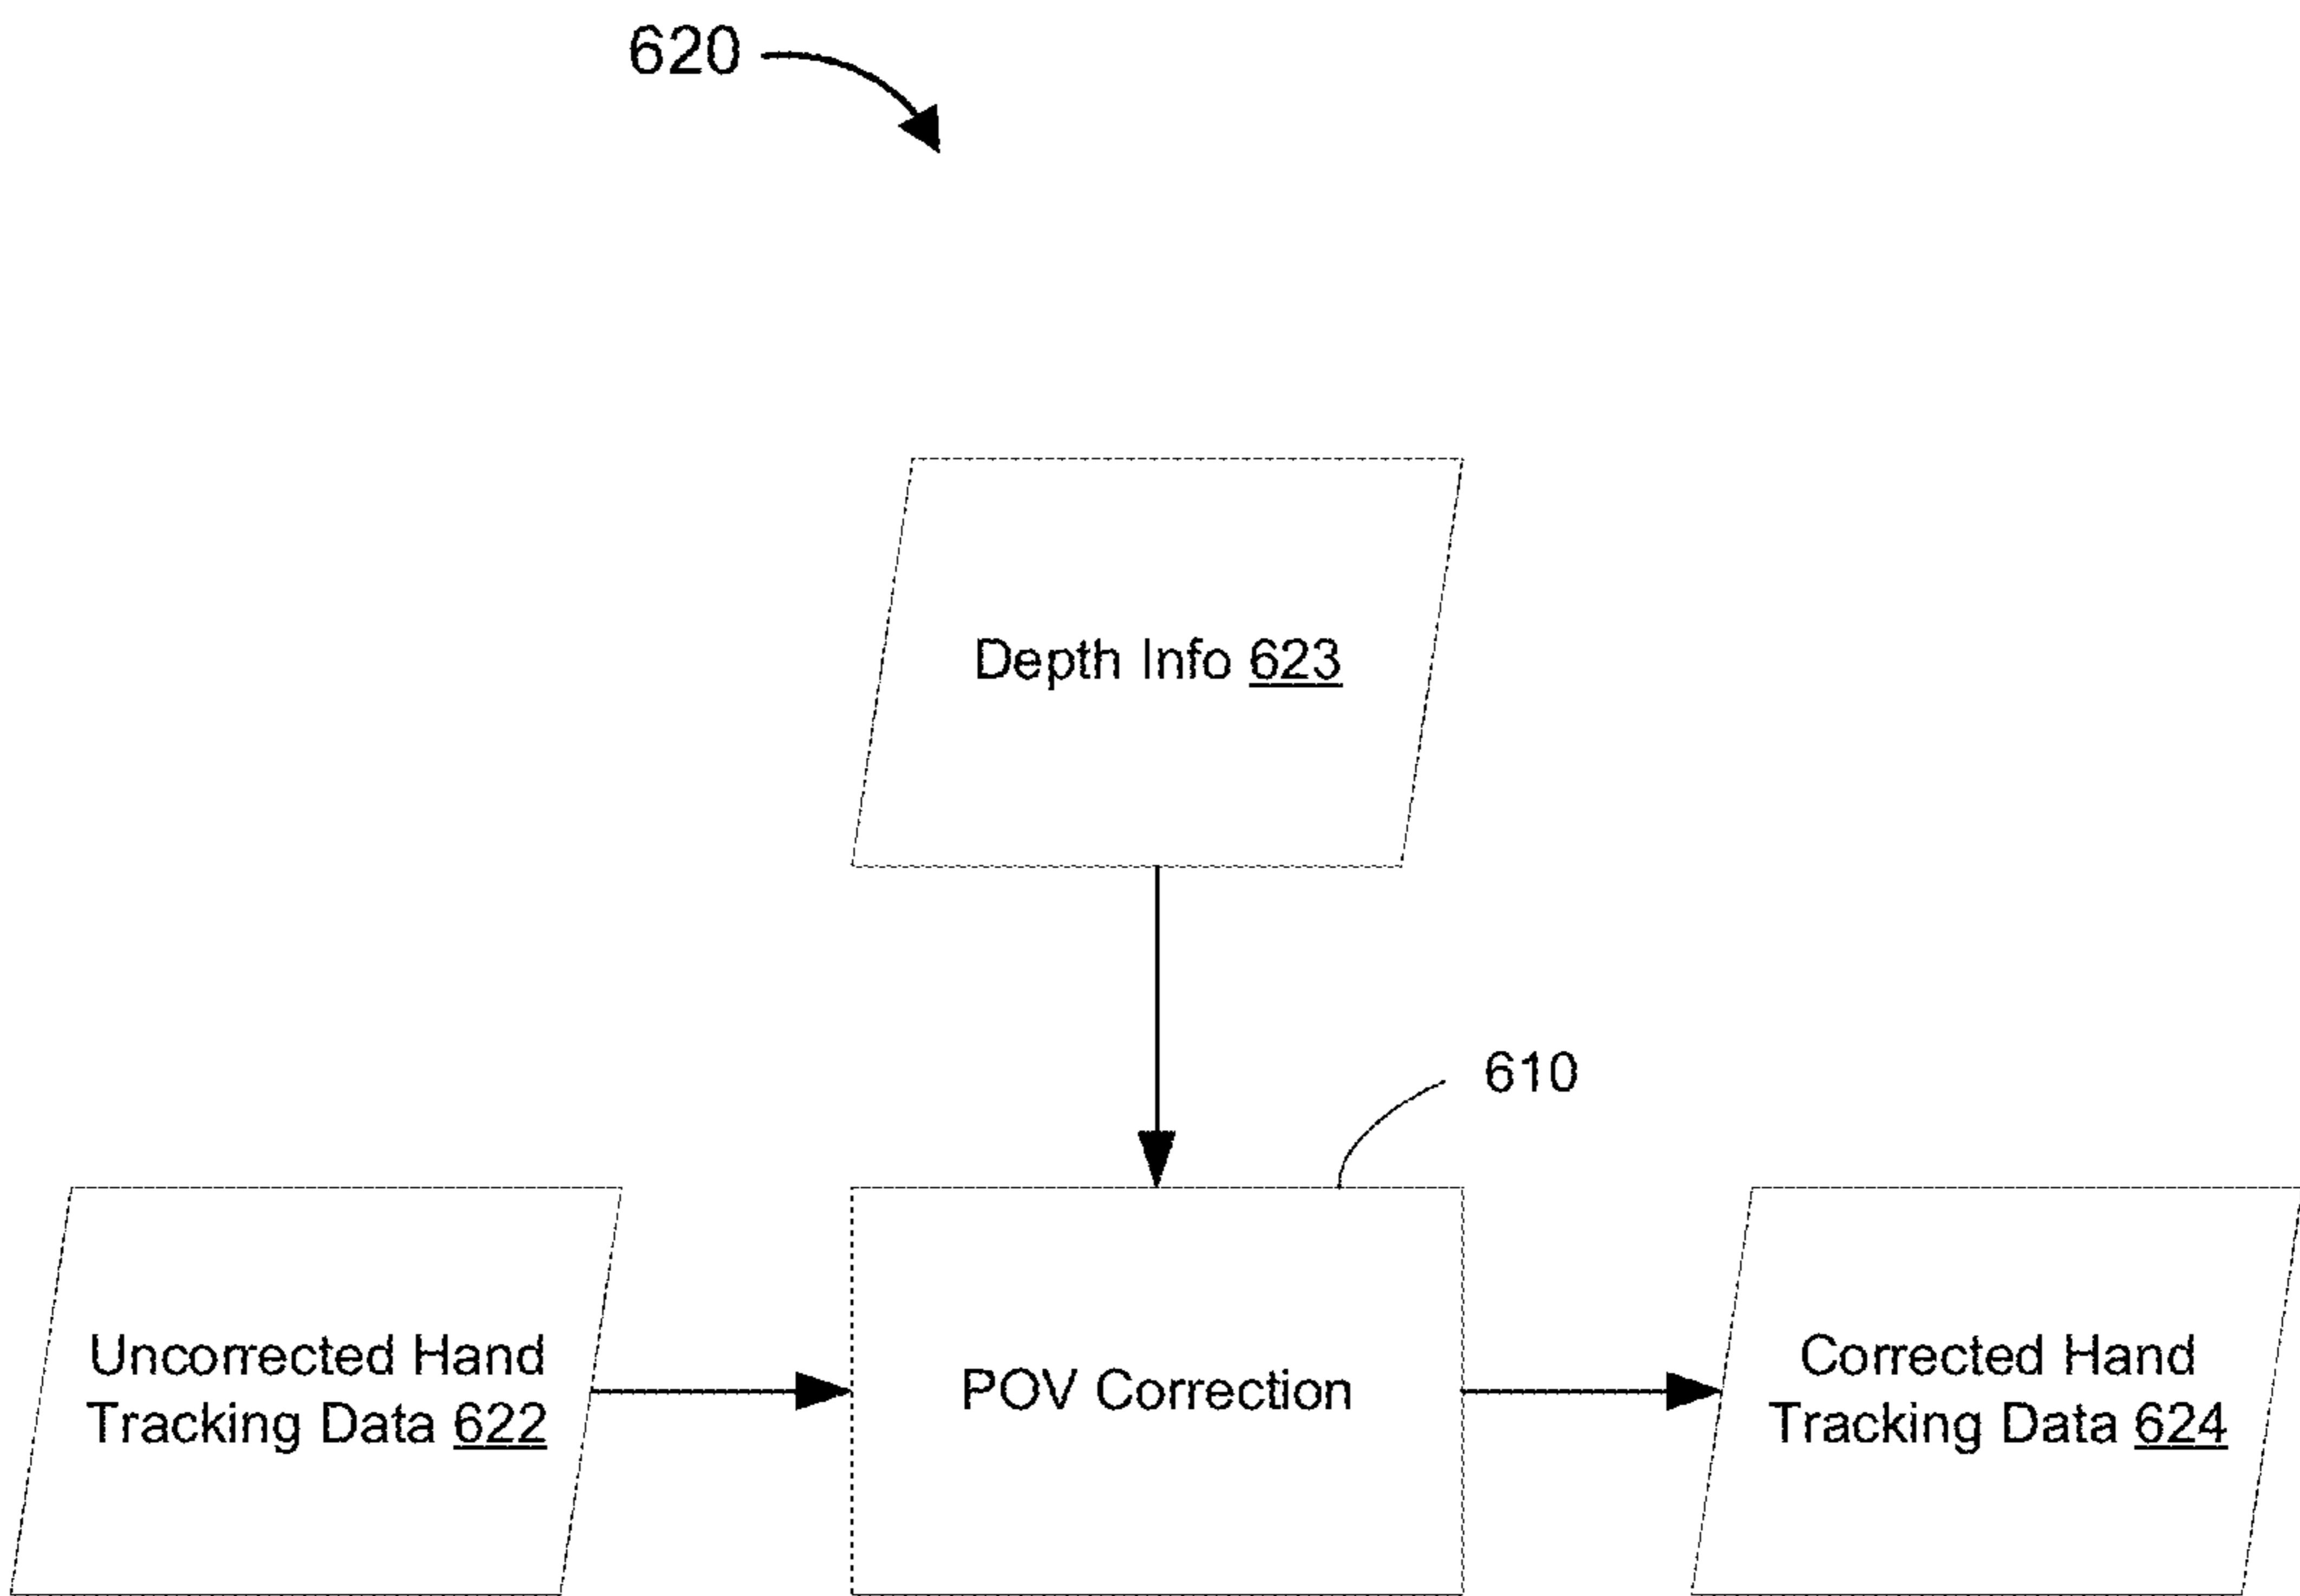 620
Depth Info 623
610
Uncorrected Hand
Tracking Data 622
POV Correction
Corrected Hand
Tracking Data 624